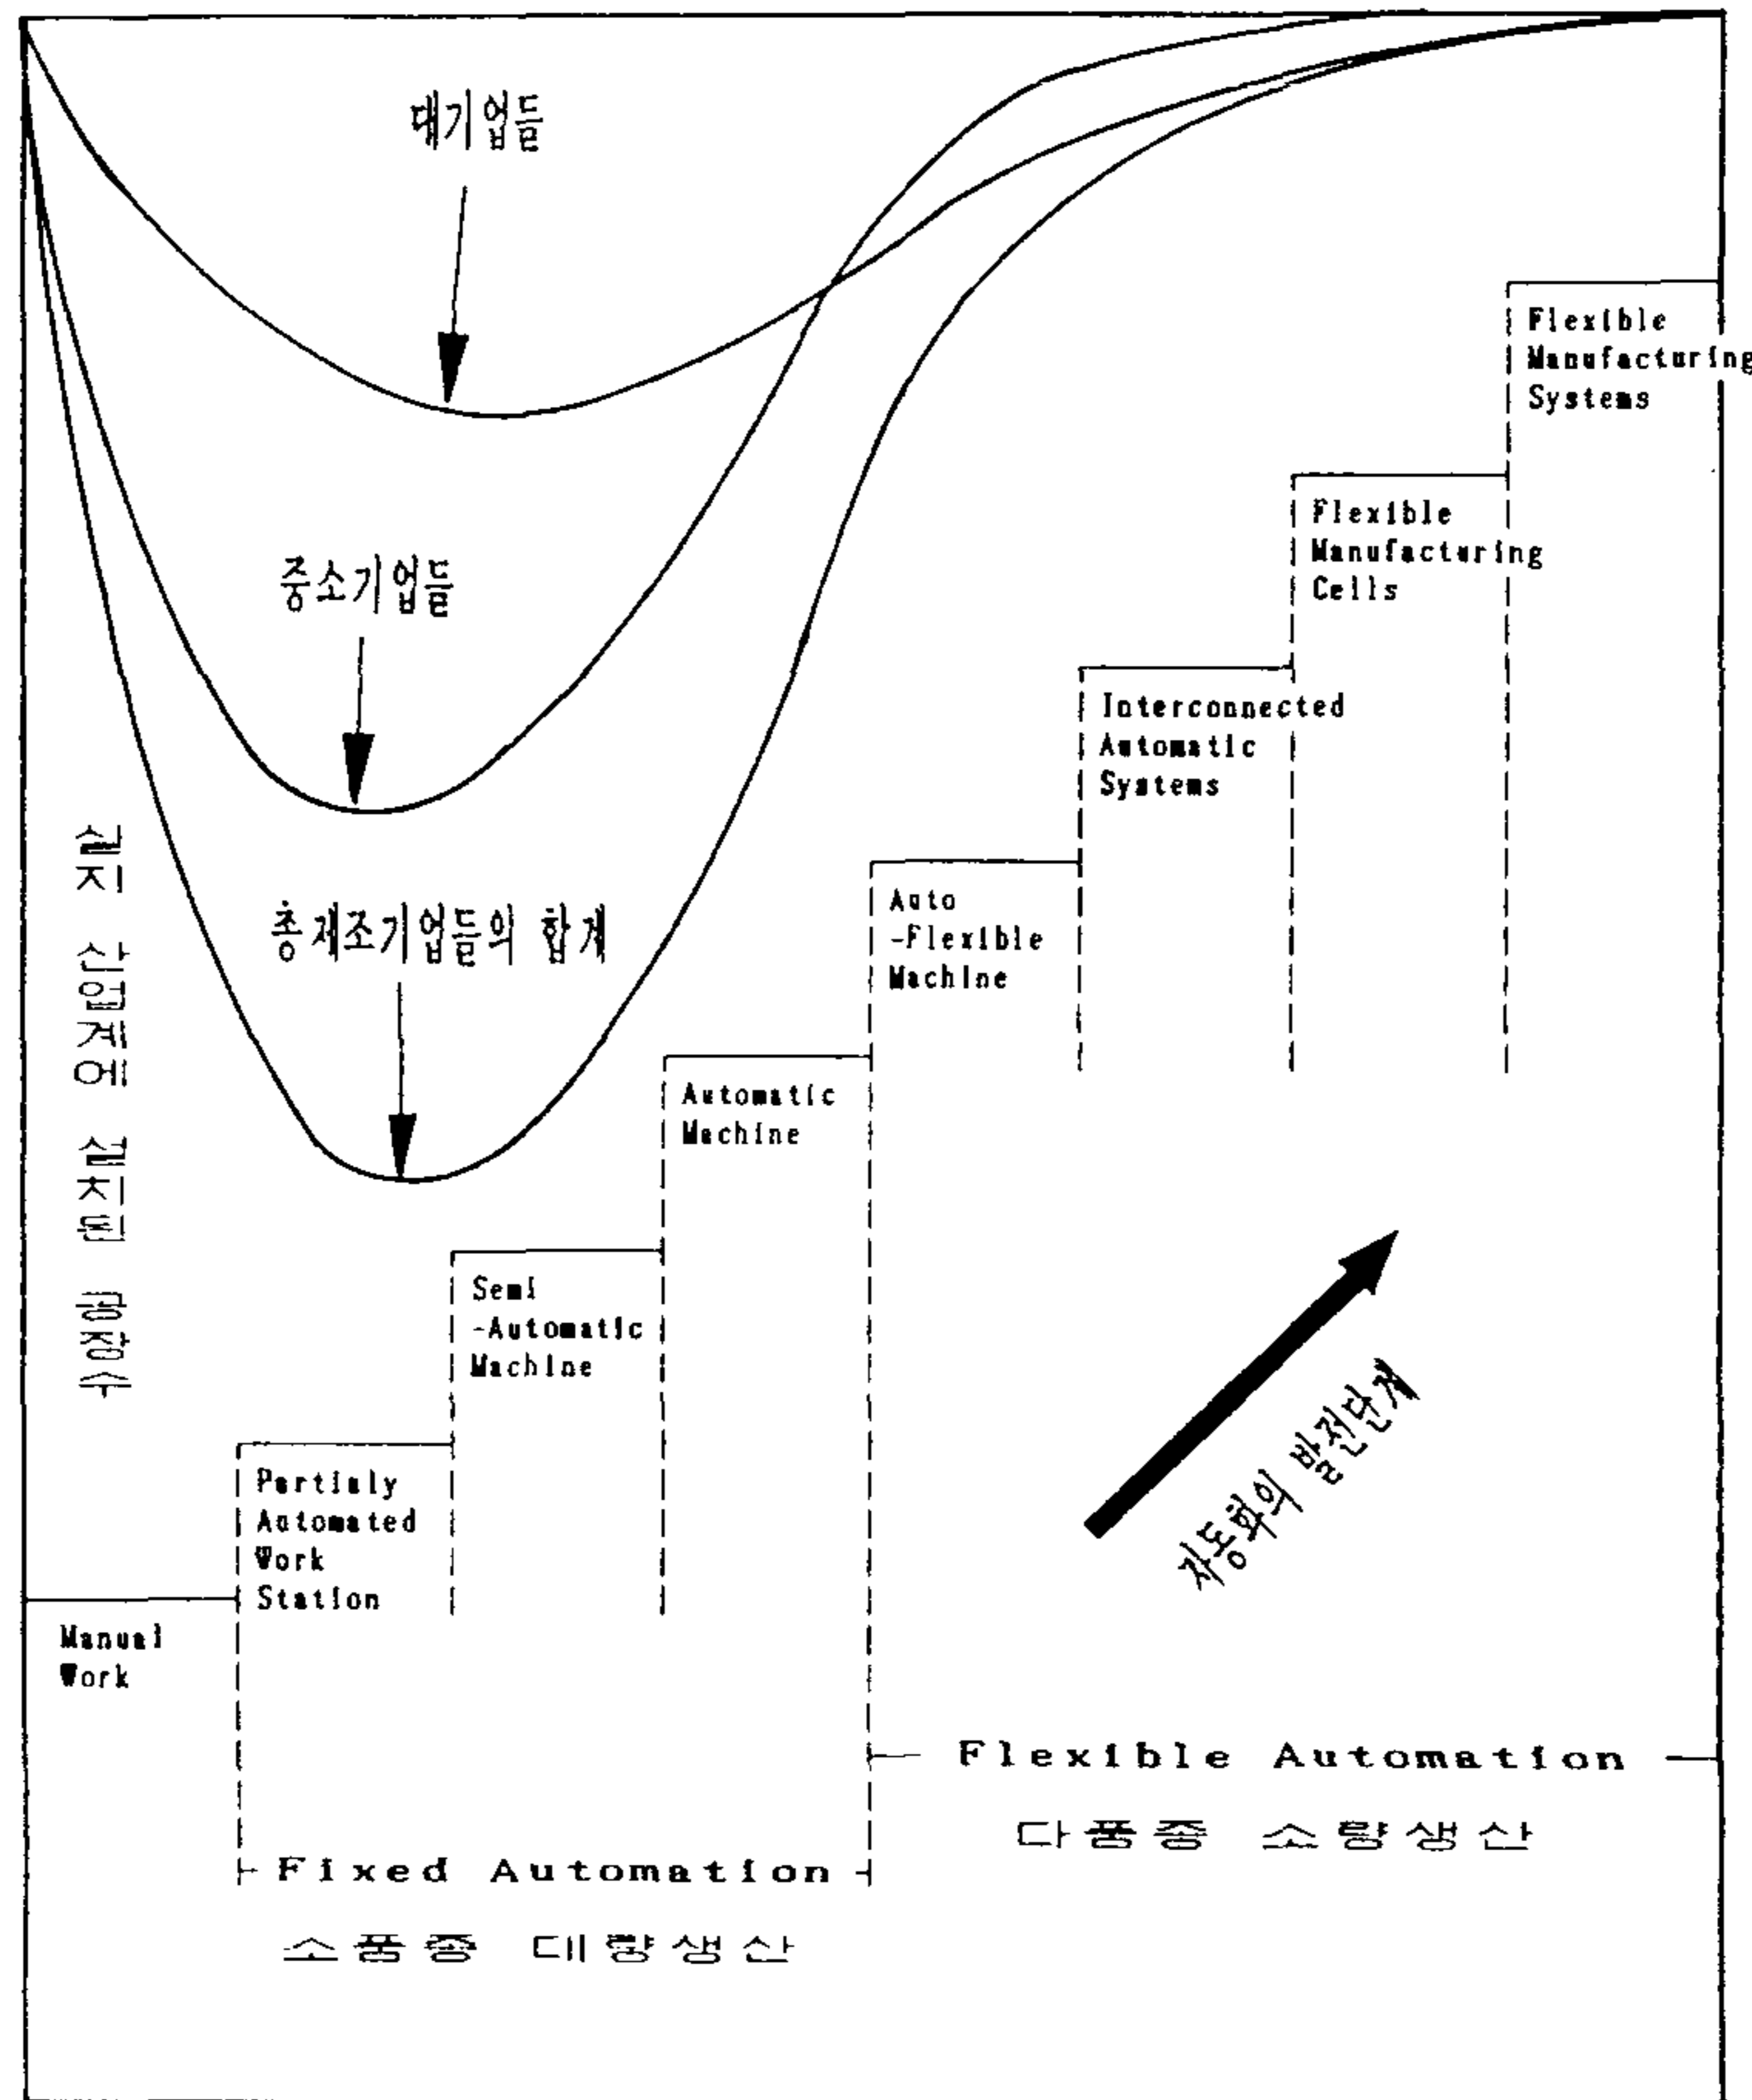 대기업들
중소기업들
총제조기업들의 합계
실지 산업계에 설치된 공장수
Flexible
Manufacturing
Systems
Flexible
Manufacturing
Cells
Interconnected
Automatic
Systems
Auto
-Flexible
Machine
Automatic
Machine
Semi
-Automatic
Machine
Partialy
Automated
Work
Station
Manual
Work
자동화의 발전단계
Flexible Automation
다품종 소량생산
Fixed Automation
소품종 대량생산